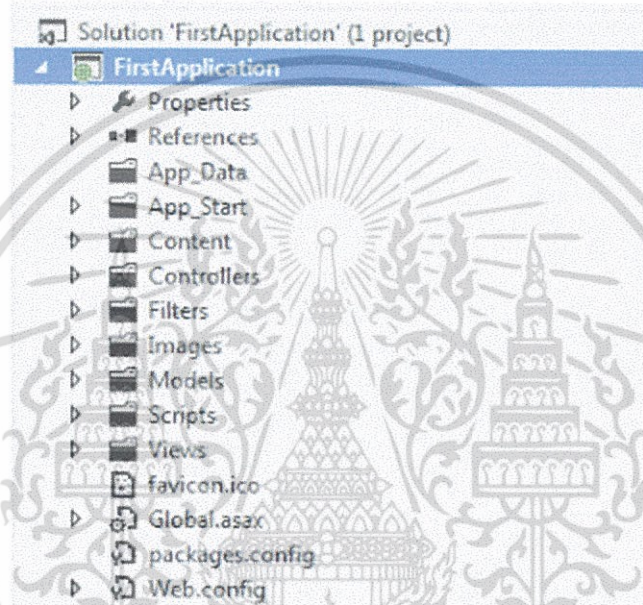 Solution 'FirstApplication' (1 project)
FirstApplication
Properties
References
App_Data
App_Start
Content
Controllers
Filters
Images
Models
Scripts
Views
favicon.ico
Global.asax
packages.config
Web.config